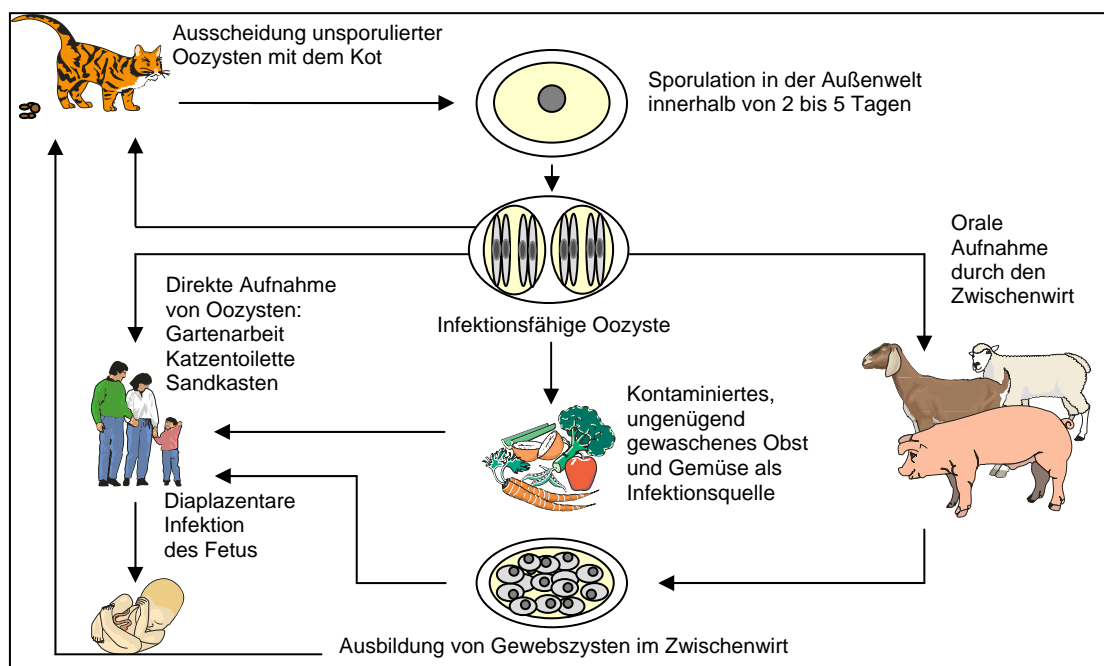 Ausscheidung unsporulierter
Oozysten mit dem Kot
Sporulation in der Außenwelt
innerhalb von 2 bis 5 Tagen
Orale
Aufnahme
durch den
Zwischenwirt
Direkte Aufnahme
von Oozysten:
Gartenarbeit
Katzentoilette
Sandkasten
Infektionsfähige Oozyste
Kontaminiertes,
ungenügend
gewaschenes Obst
und Gemüse als
Infektionsquelle
Diaplazentare
Infektion
des Fetus
Ausbildung von Gewebszysten im Zwischenwirt